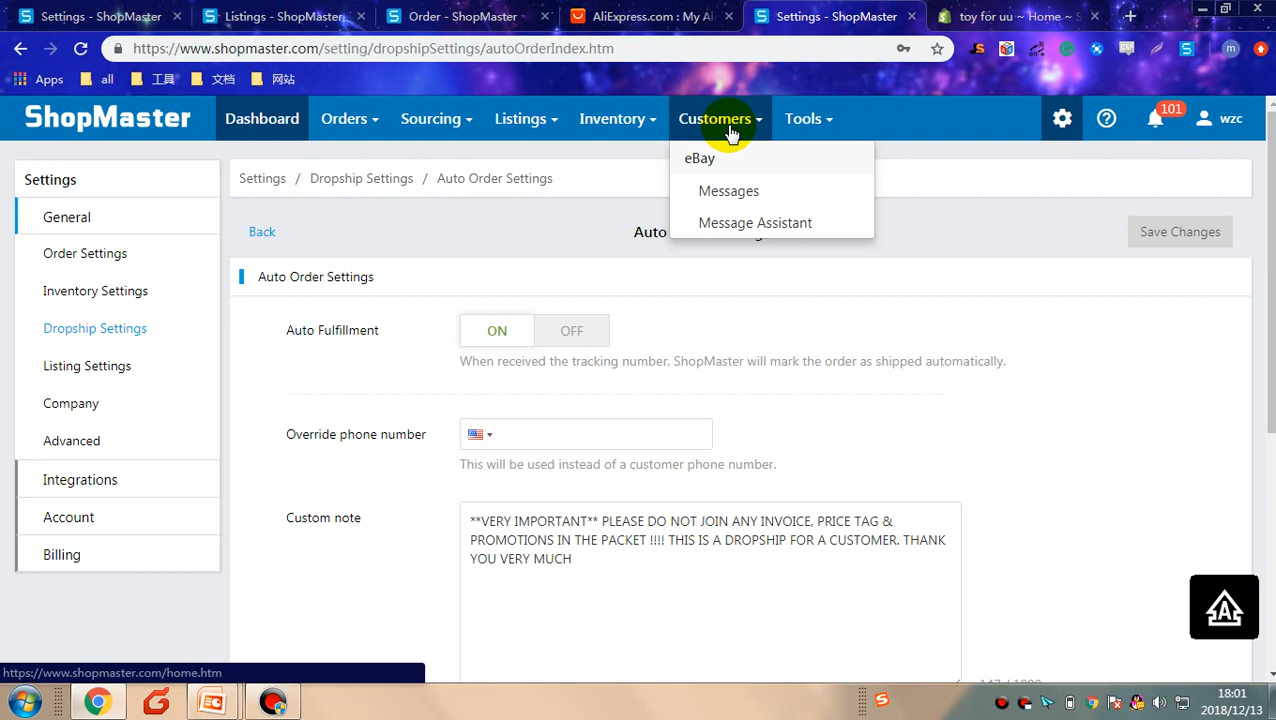 Settings - ShopMaster
Listings - ShopMaster
Order - ShopMaster
AliExpress.com : My Al
Settings - ShopMaster
toy for uu ~ Home ~ S
https://www.shopmaster.com/setting/dropshipSettings/autoOrderIndex.htm
Apps
all
工具
文档
网站
ShopMaster
Dashboard
Orders
Sourcing
Listings
Inventory
Customers
Tools
101
wzc
eBay
Messages
Message Assistant
Settings
General
Order Settings
Inventory Settings
Dropship Settings
Listing Settings
Company
Advanced
Integrations
Account
Billing
Settings / Dropship Settings / Auto Order Settings
Back
Auto
Save Changes
Auto Order Settings
Auto Fulfillment
ON
OFF
When received the tracking number, ShopMaster will mark the order as shipped automatically.
Override phone number
This will be used instead of a customer phone number.
Custom note
**VERY IMPORTANT** PLEASE DO NOT JOIN ANY INVOICE, PRICE TAG &
PROMOTIONS IN THE PACKET !!!! THIS IS A DROPSHIP FOR A CUSTOMER. THANK
YOU VERY MUCH
https://www.shopmaster.com/home.htm
18:01
2018/12/13